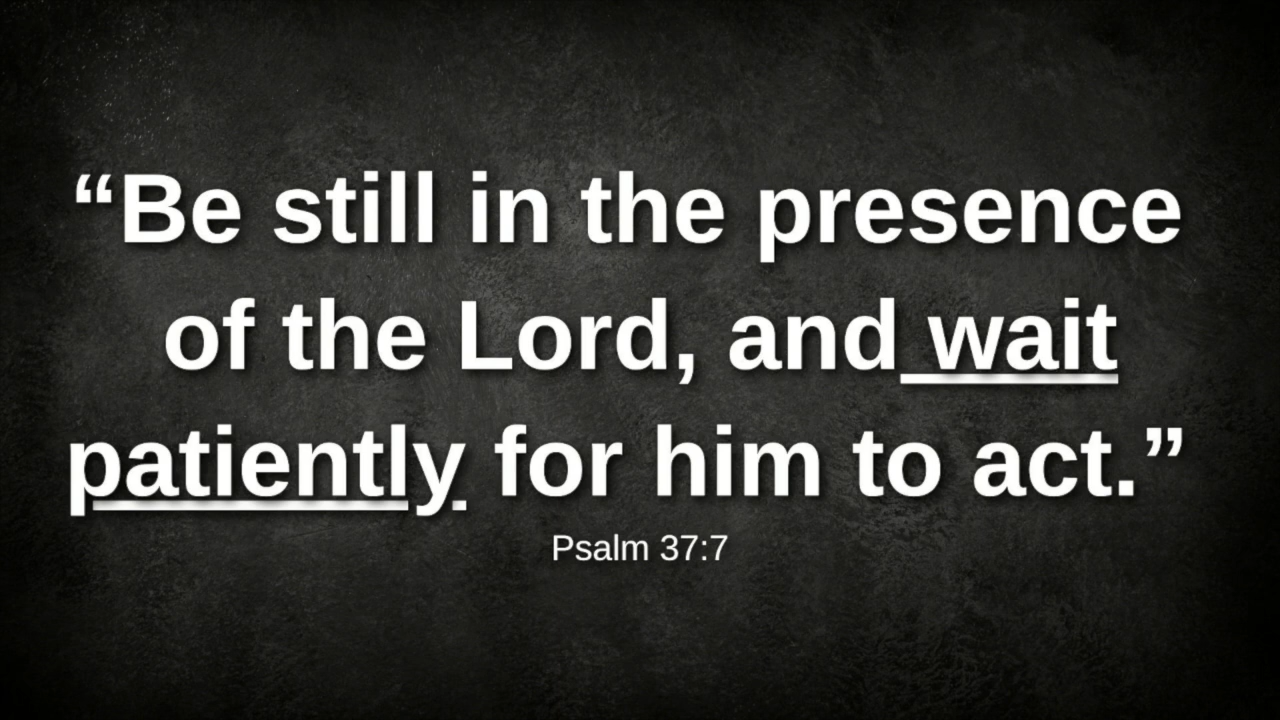 “Be still in the presence
of the Lord, and wait
patiently for him to act.”
Psalm 37:7